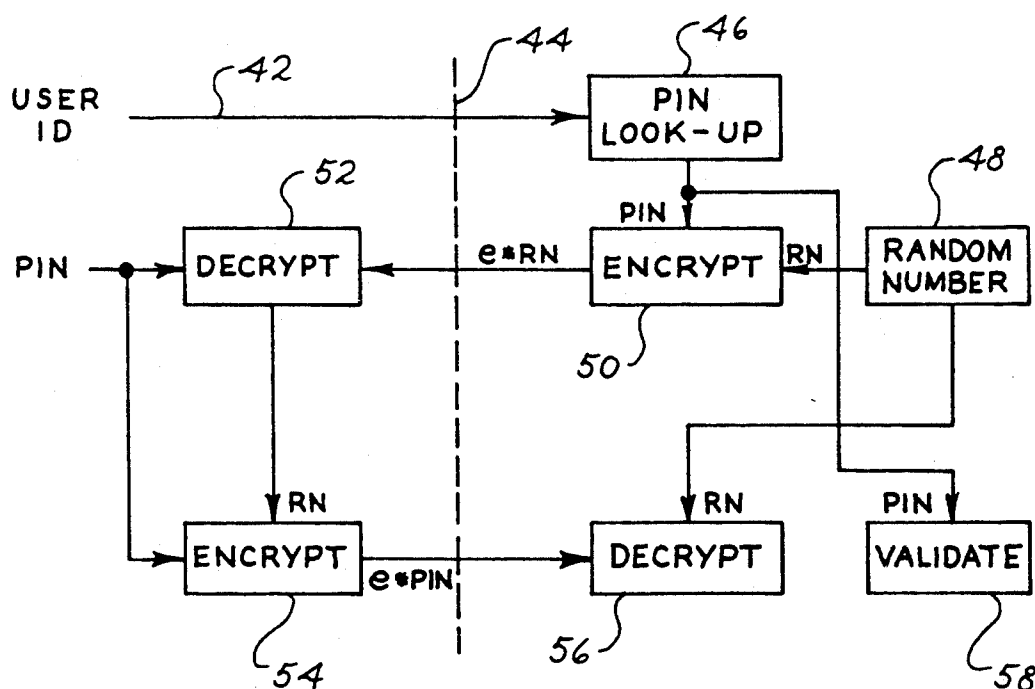 42
44
46
USER
ID
PIN
LOOK-UP
52
48
PIN
PIN
DECRYPT
e*RN
ENCRYPT
RN
RANDOM
NUMBER
50
RN
RN
PIN
ENCRYPT
e*PIN
DECRYPT
VALIDATE
54
56
58